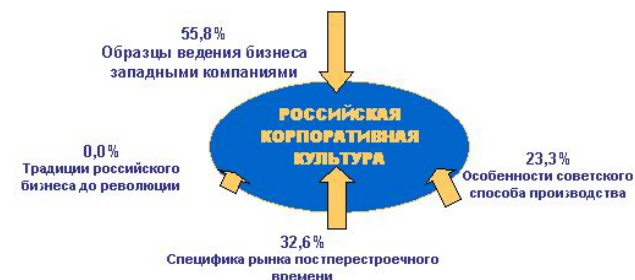 55,8%
Образцы ведения бизнеса
западными компаниями
РОССИЙСКАЯ
КОРПОРАТИВНАЯ
КУЛЬТУРА
0,0%
Традиции российского
бизнеса до революции
23,3%
Особенности советского
способа производства
32,6%
Специфика рынка постперестроечного
времени